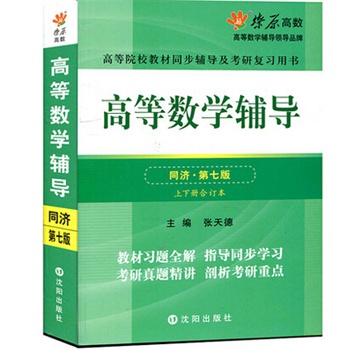 燎原高数
高等数学辅导领导品牌
高等院校教材同步辅导及考研复习用书
高等数学辅导
同济·第七版
上下册合订本
主编 张天德
教材习题全解 指导同步学习
考研真题精讲 剖析考研重点
沈阳出版社
燎原
高数
高等数学辅导
同济
第七版
沈阳出版社